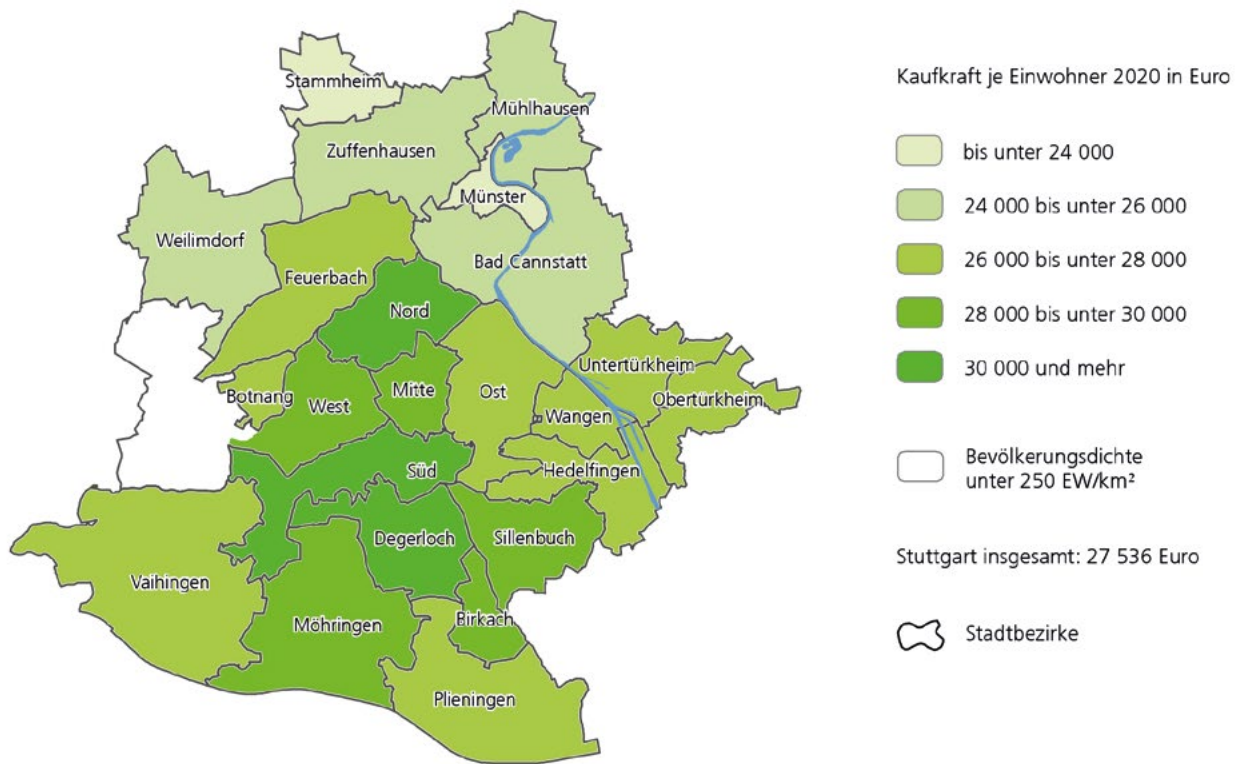 Stammheim
Mühlhausen
Zuffenhausen
Münster
Weilimdorf
Bad Cannstatt
Feuerbach
Nord
Untertürkheim
Botnang
West
Mitte
Ost
Obertürkheim
Wangen
Süd
Hedelfingen
Degerloch
Sillenbuch
Vaihingen
Möhringen
Birkach
Plieningen
Kaufkraft je Einwohner 2020 in Euro
bis unter 24 000
24 000 bis unter 26 000
26 000 bis unter 28 000
28 000 bis unter 30 000
30 000 und mehr
Bevölkerungsdichte
unter 250 EW/km²
Stuttgart insgesamt: 27 536 Euro
Stadtbezirke